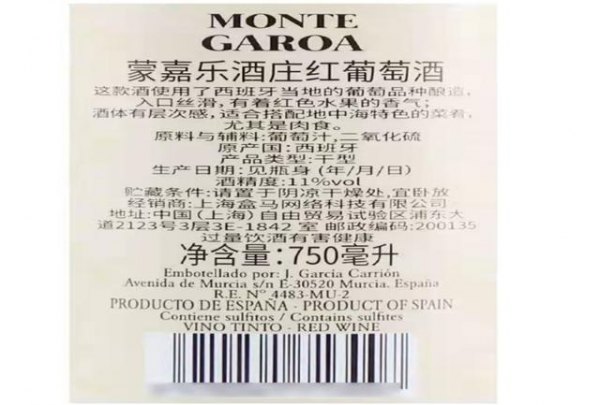 MONTE
GAROA
蒙嘉乐酒庄红葡萄酒
这款酒使用了西班牙当地的葡萄品种酿造,
入口丝滑,有着红色水果的香气;
酒体有层次感,适合搭配地中海特色的菜肴,
尤其是肉食。
原料与辅料:葡萄汁,二氧化硫
原产国:西班牙
产品类型:干型
生产日期:见瓶身 (年/月/日)
酒精度:11%vol
贮藏条件:请置于阴凉干燥处,宜卧放
经销商:上海盒马网络科技有限公司
地址:中国(上海)自由贸易试验区浦东大
道2123号3层3E-1842 室 邮政编码:200135
过量饮酒有害健康
净含量:750毫升
Embotellado por: J. Garcia Carrión
Avenida de Murcia s/n E-30520 Murcia. España
R.E. N° 4483-MU-2
PRODUCTO DE ESPAÑA - PRODUCT OF SPAIN
Contiene sulfitos / Contains sulfites
VINO TINTO - RED WINE